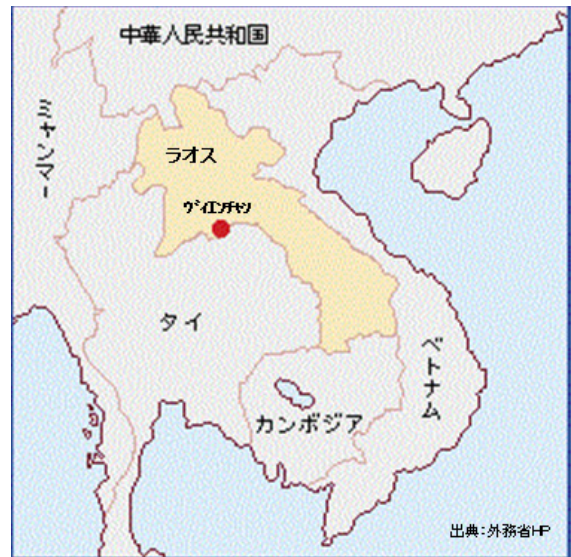 中華人民共和国
ミャンマー
ラオス
ヴィエンチャン
タイ
ベトナム
カンボジア
出典:外務省HP